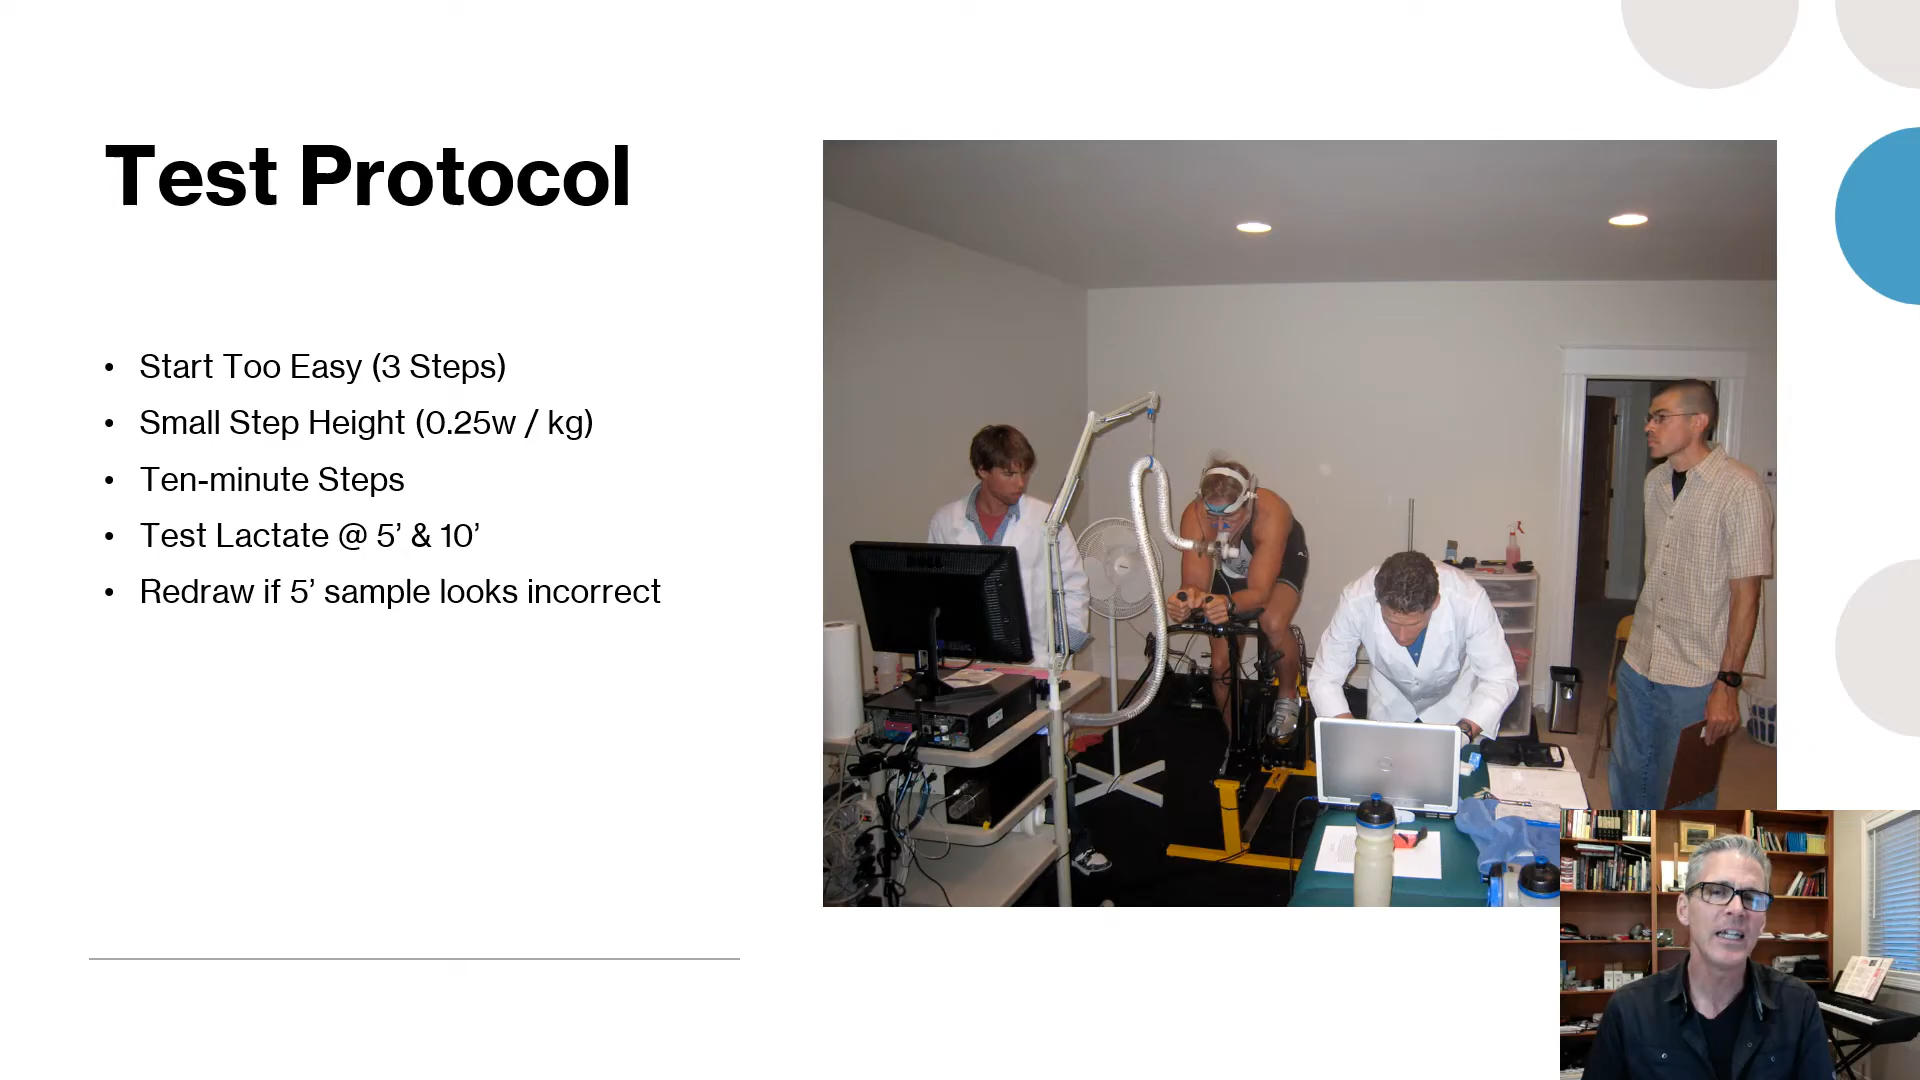 Test Protocol
• Start Too Easy (3 Steps)
• Small Step Height (0.25w / kg)
• Ten-minute Steps
• Test Lactate @ 5’ & 10’
• Redraw if 5’ sample looks incorrect